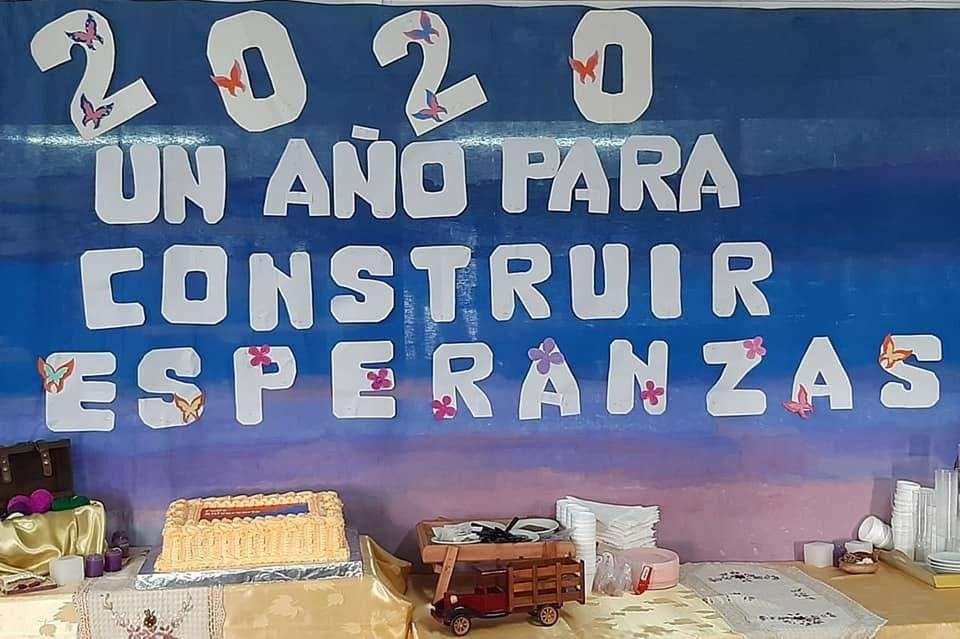 2020
UN AÑO PARA
CONSTRUIR
ESPERANZAS